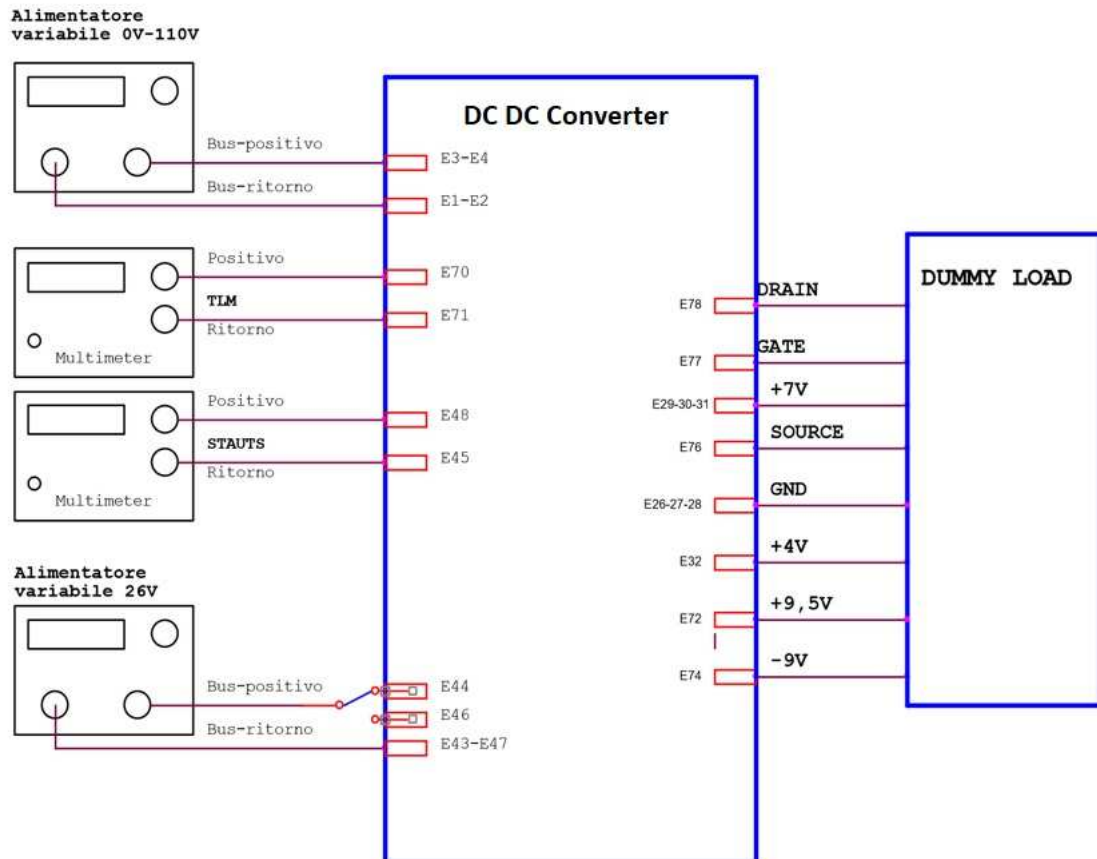 Alimentatore
variabile 0V-110V
DC DC Converter
Bus-positivo
E3-E4
Bus-ritorno
E1-E2
Positivo
E70
TLM
E71
Ritorno
Multimeter
Positivo
E48
STAUTS
E45
Ritorno
Multimeter
Alimentatore
variabile 26V
Bus-positivo
E44
E46
Bus-ritorno
E43-E47
DUMMY LOAD
E78
DRAIN
E77
GATE
E29-30-31
+7V
E76
SOURCE
E26-27-28
GND
E32
+4V
E72
+9,5V
E74
-9V